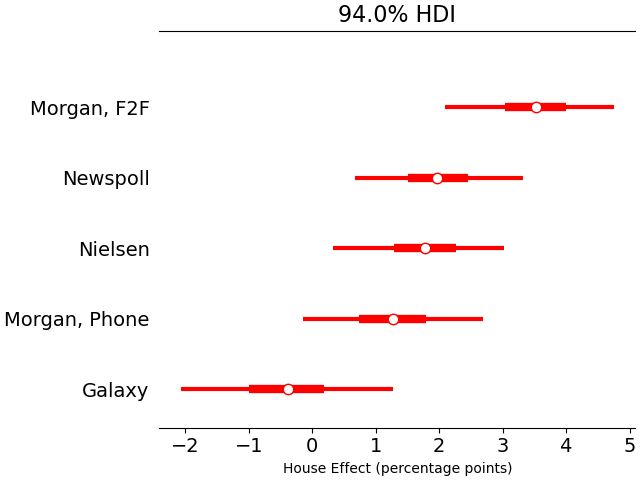 94.0% HDI
Morgan, F2F
Newspoll
Nielsen
Morgan, Phone
Galaxy
−2 −1 0 1 2 3 4 5
House Effect (percentage points)